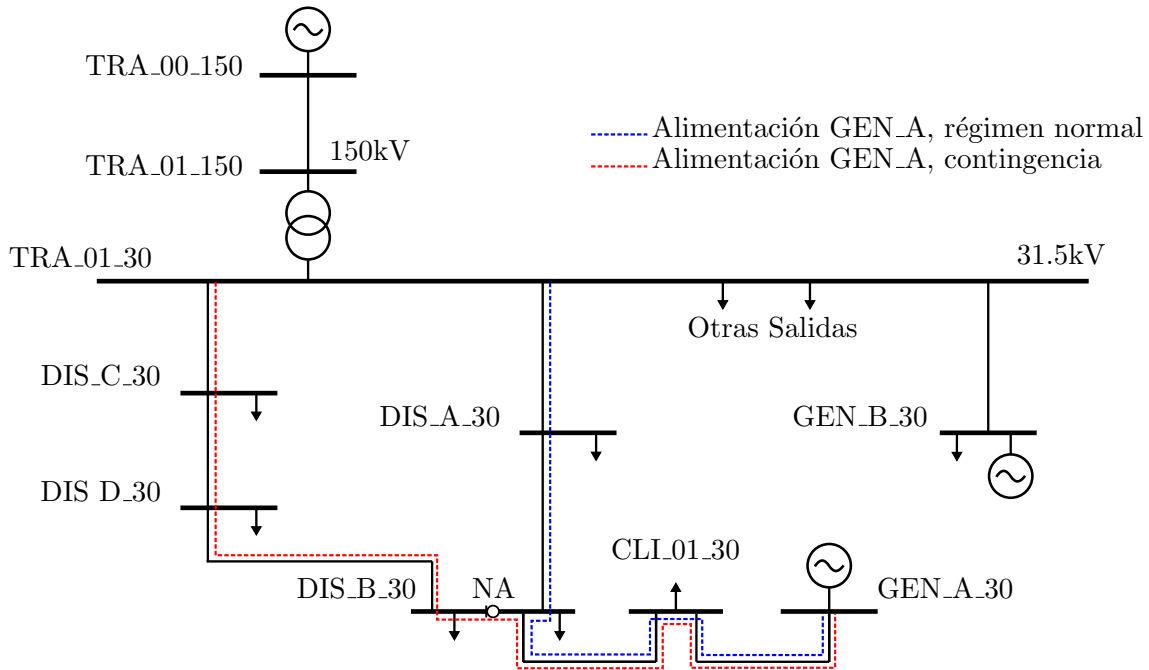 TRA_00_150
150kV
TRA_01_150
Alimentación GEN_A, régimen normal
Alimentación GEN_A, contingencia
TRA_01_30
31.5kV
Otras Salidas
DIS_C_30
DIS_A_30
GEN_B_30
DIS D_30
CLI_01_30
DIS_B_30
NA
GEN_A_30